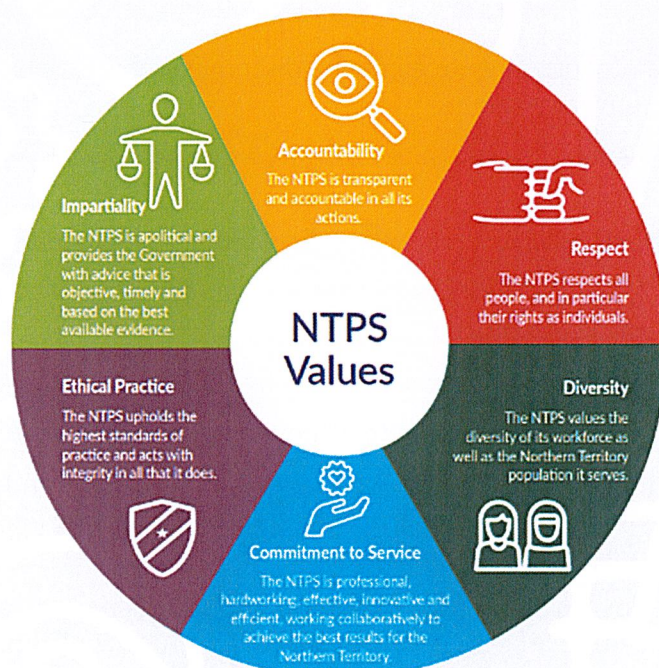 Accountability
The NTPS is transparent
and accountable in all its
actions.
Respect
The NTPS respects all
people, and in particular
their rights as individuals.
Diversity
The NTPS values the
diversity of its workforce as
well as the Northern Territory
population it serves.
Commitment to Service
The NTPS is professional,
hardworking, effective, innovative and
efficient, working collaboratively to
achieve the best results for the
Northern Territory.
Ethical Practice
The NTPS upholds the
highest standards of
practice and acts with
integrity in all that it does.
Impartiality
The NTPS is apolitical and
provides the Government
with advice that is
objective, timely and
based on the best
available evidence.
NTPS
Values